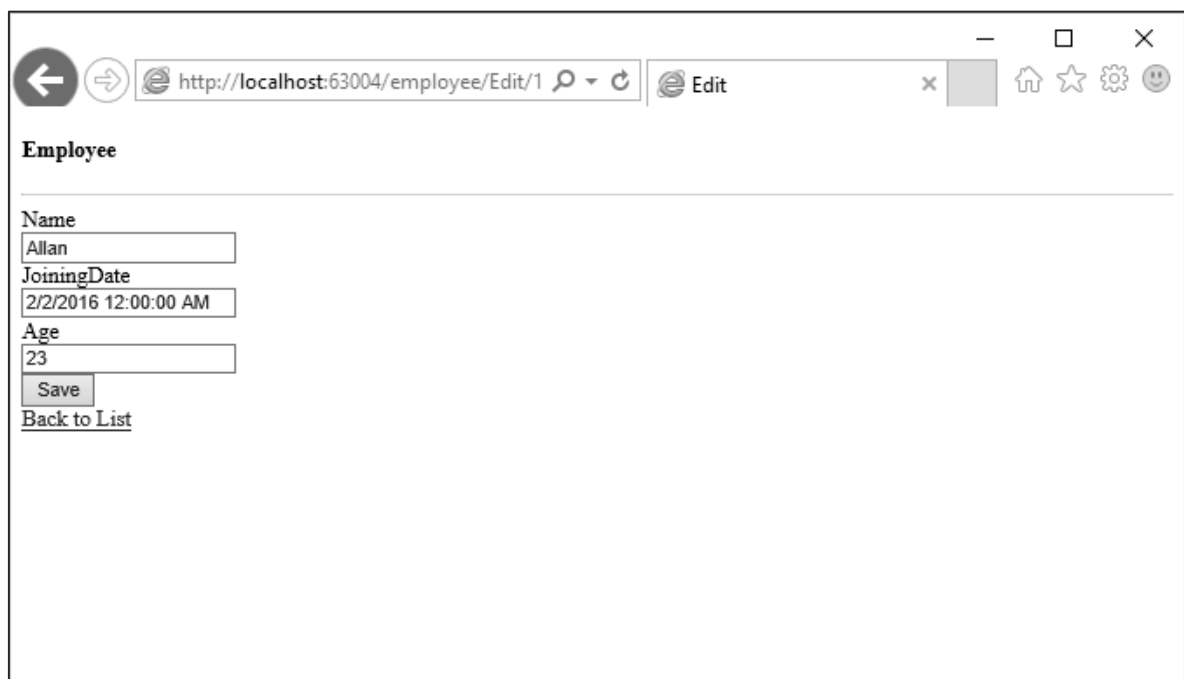 http://localhost:63004/employee/Edit/1
Edit
Employee
Name
Allan
JoiningDate
2/2/2016 12:00:00 AM
Age
23
Save
Back to List